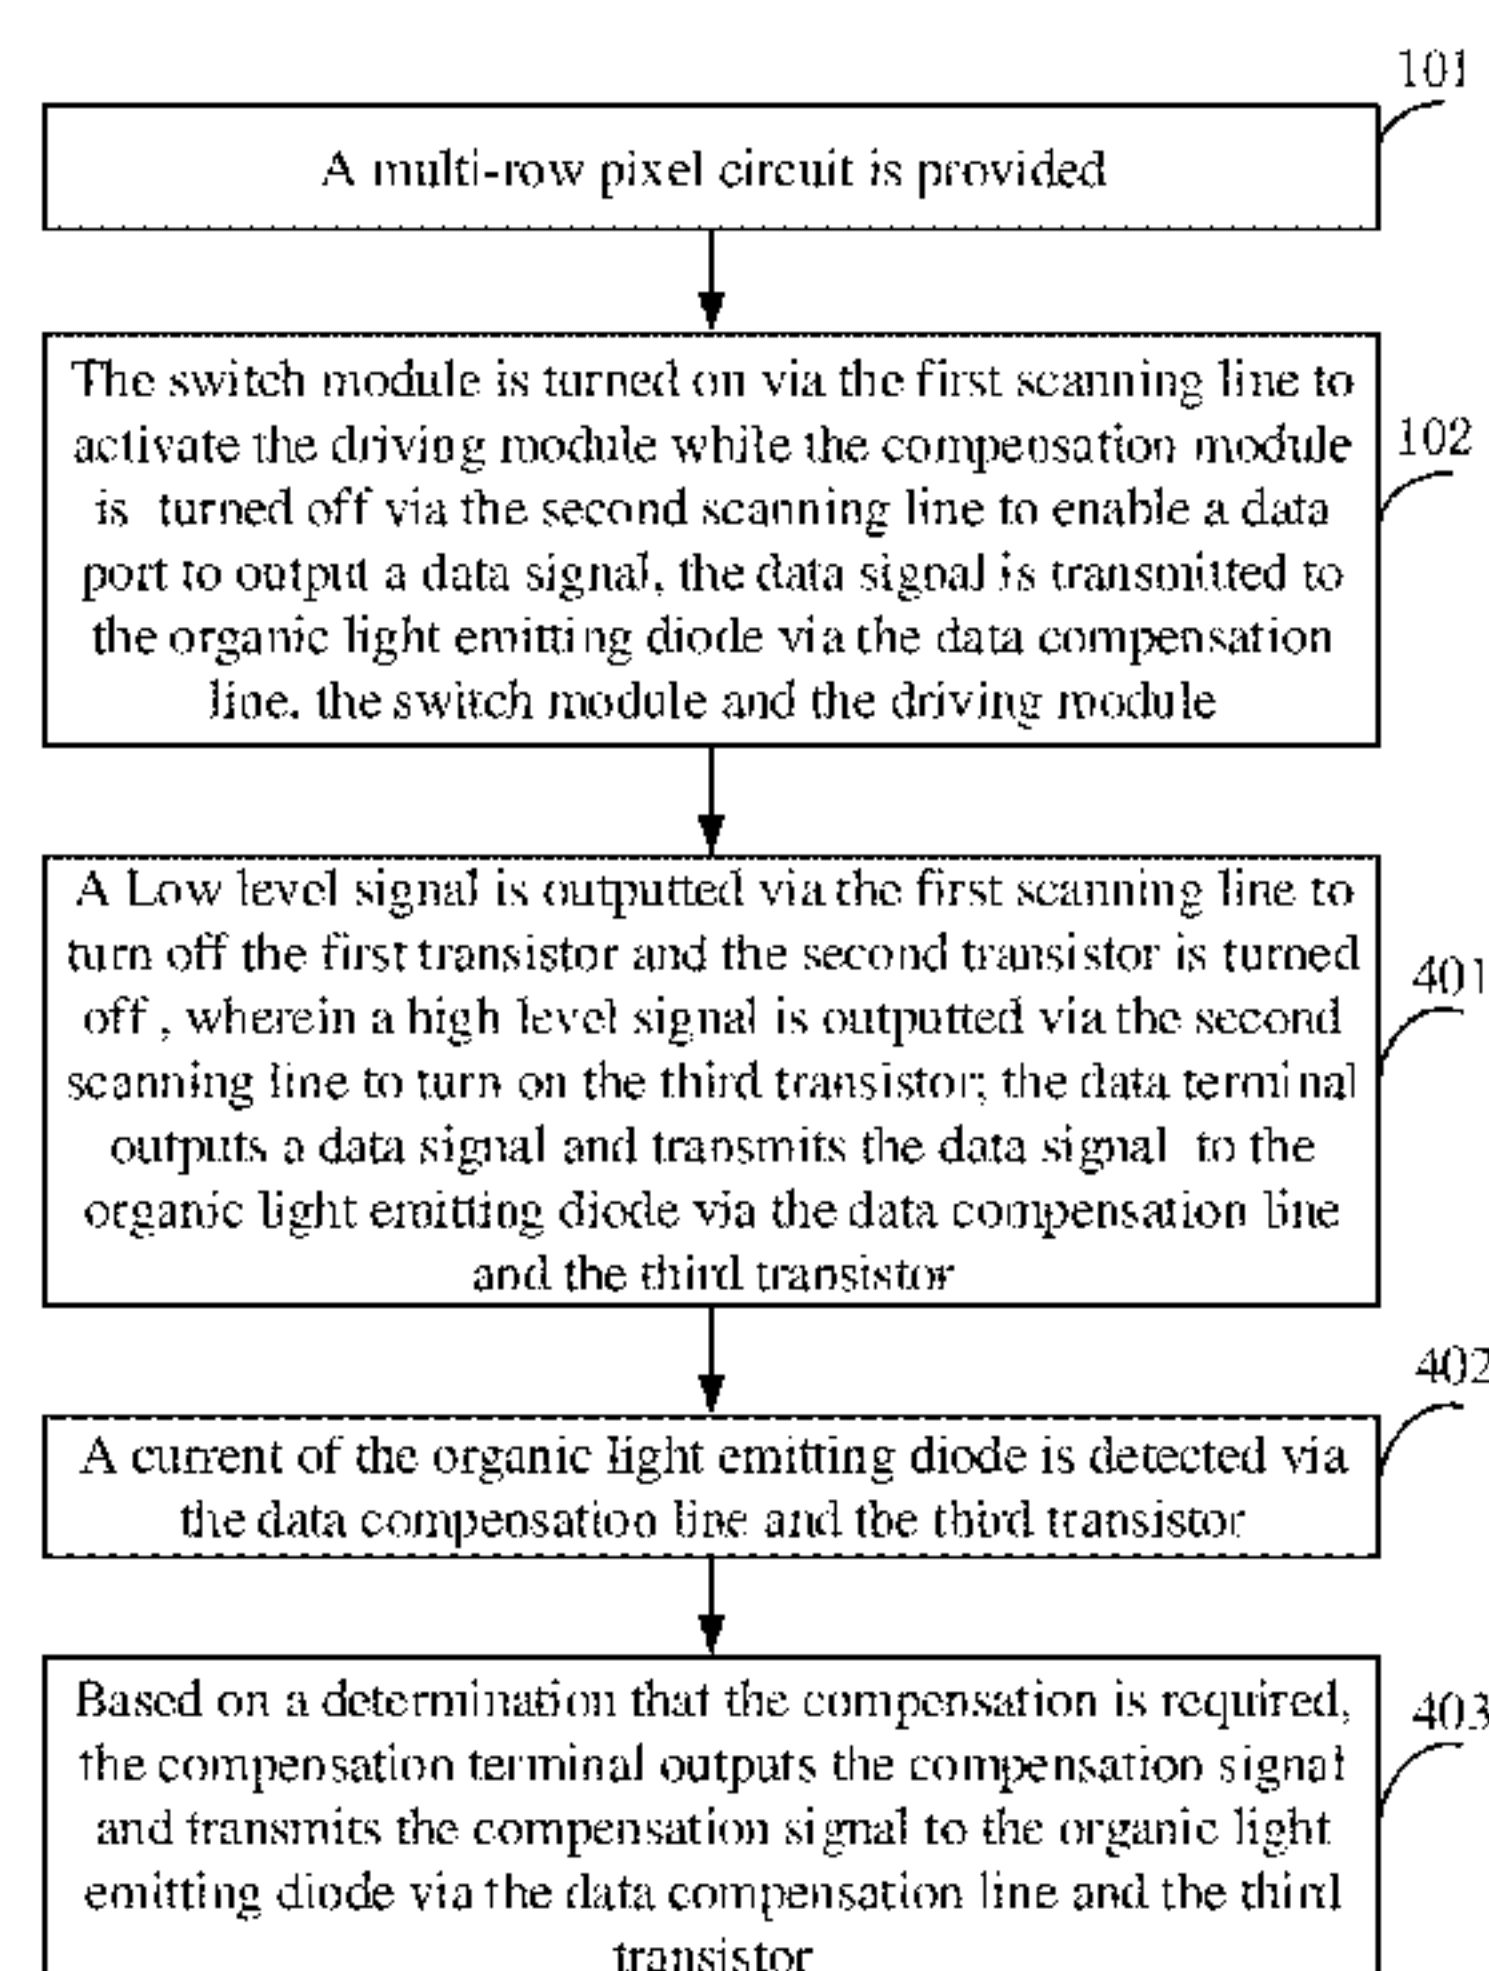 101
A multi-row pixel circuit is provided
The switch module is turned on via the first scanning line to
activate the driving module while the compensation module
is turned off via the second scanning line to enable a data
port to output a data signal, the data signal is transmitted to
the organic light emitting diode via the data compensation
line. the switch module and the driving module
102
A Low level signal is outputted via the first scanning line to
turn off the first transistor and the second transistor is turned
off , wherein a high level signal is outputted via the second
scanning line to turn on the third transistor; the data terminal
outputs a data signal and transmits the data signal to the
organic light emitting diode via the data compensation line
and the third transistor
401
402
A current of the organic light emitting diode is detected via
the data compensation line and the third transistor
Based on a determination that the compensation is required,
the compensation terminal outputs the compensation signal
and transmits the compensation signal to the organic light
emitting diode via the data compensation line and the third
transistor
403